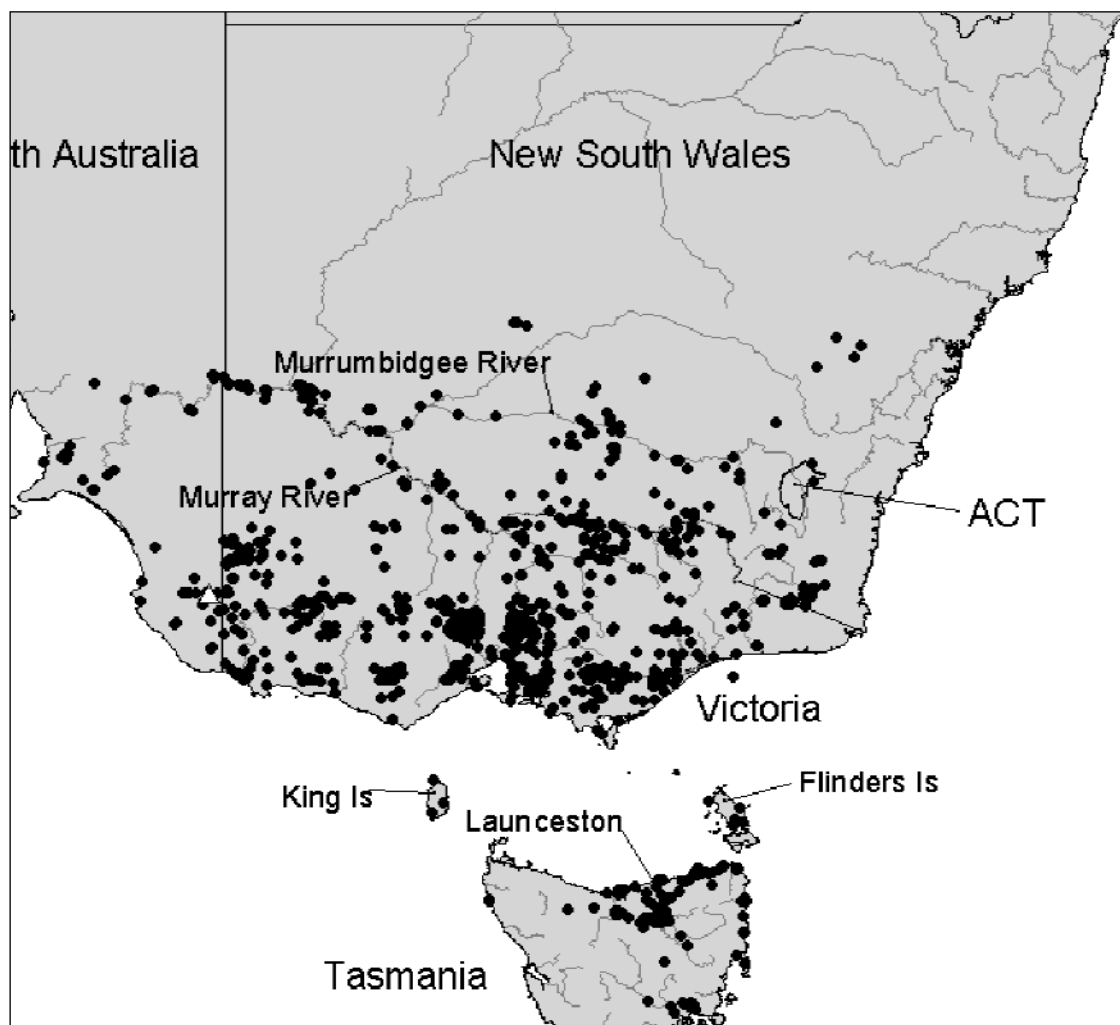 th Australia
New South Wales
Murrumbidgee River
Murray River
ACT
Victoria
King Is
Flinders Is
Launceston
Tasmania